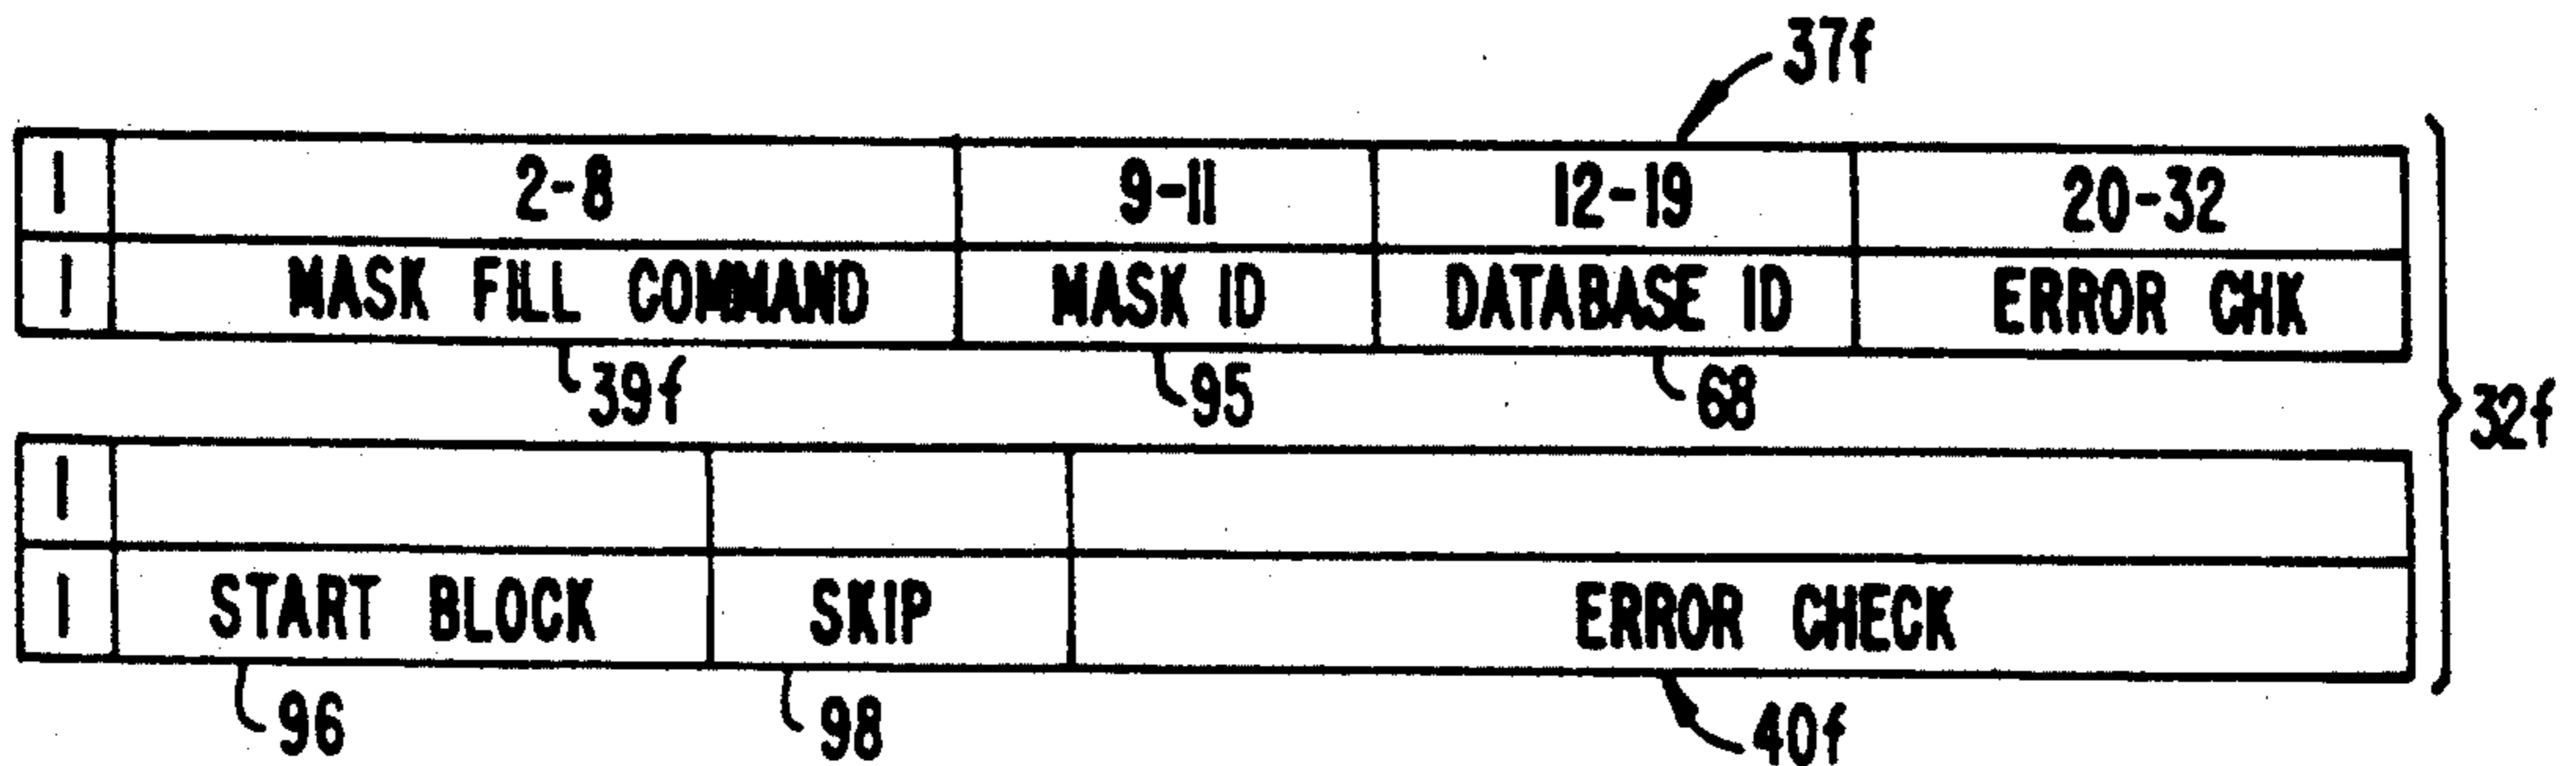 37f
1 2-8 9-11 12-19 20-32
1 MASK FILL COMMAND MASK ID DATABASE ID ERROR CHK
39f 95 68
32f
1
1 START BLOCK SKIP ERROR CHECK
96 98 40f